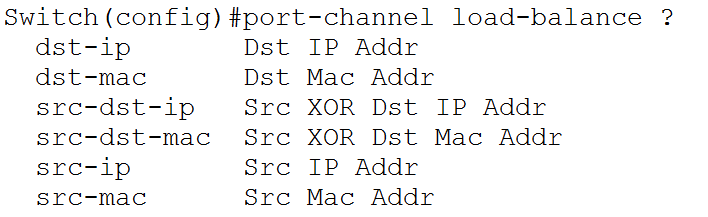 Switch(config)#port-channel load-balance ?
dst-ip Dst IP Addr
dst-mac Dst Mac Addr
src-dst-ip Src XOR Dst IP Addr
src-dst-mac Src XOR Dst Mac Addr
src-ip Src IP Addr
src-mac Src Mac Addr